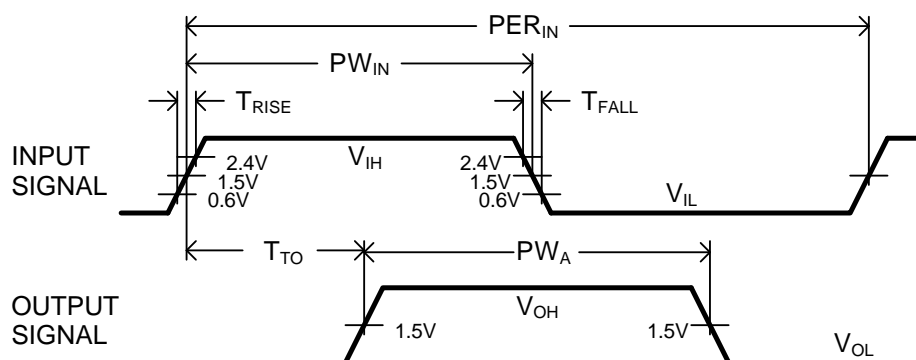 PER_IN
PW_IN
T_RISE
T_FALL
INPUT
SIGNAL
2.4V
1.5V
0.6V
V_IH
2.4V
1.5V
0.6V
V_IL
T_TO
PW_A
OUTPUT
SIGNAL
1.5V
V_OH
1.5V
V_OL